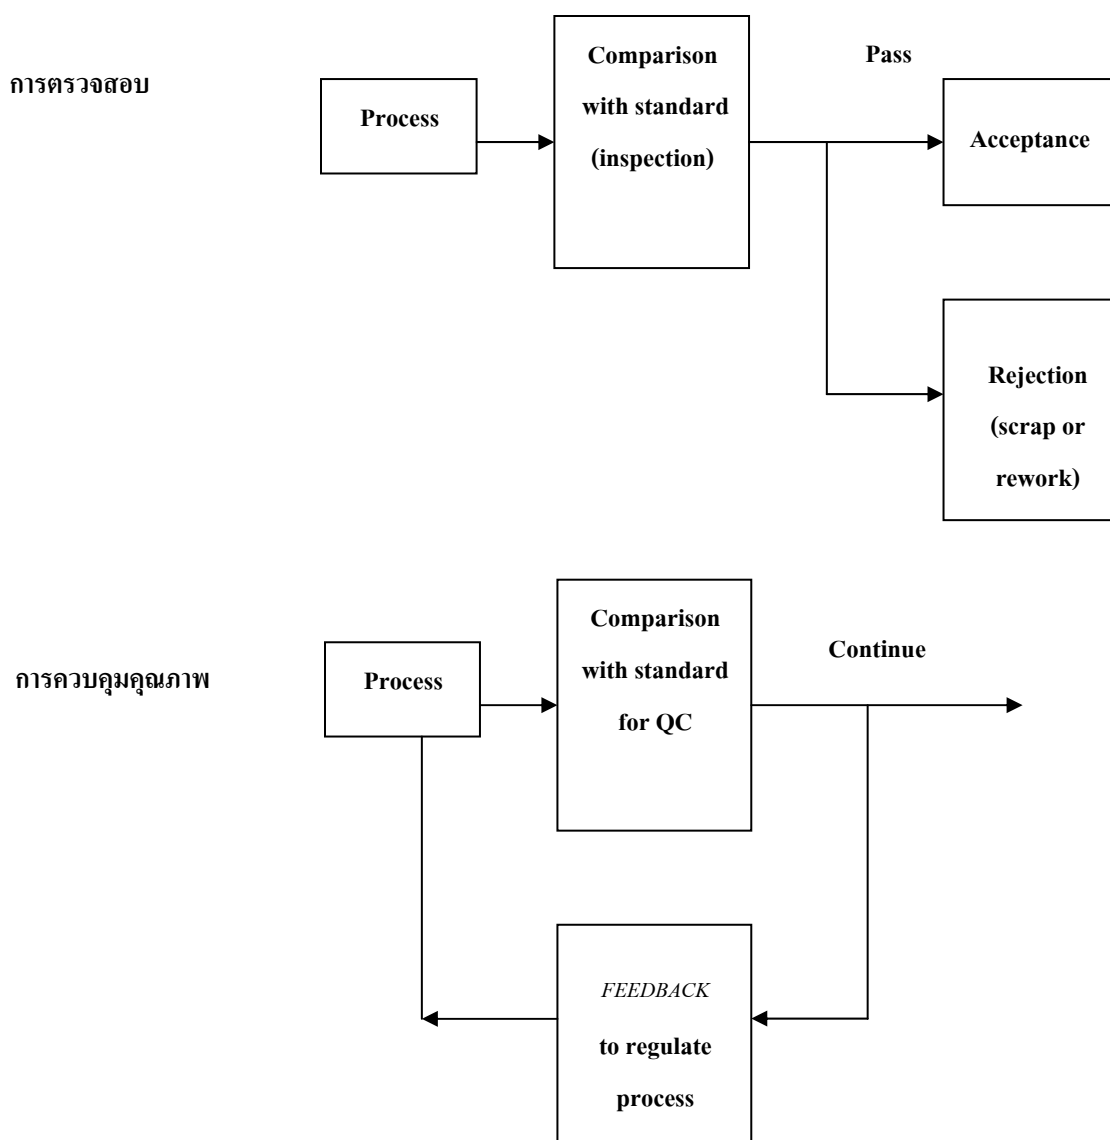 การตรวจสอบ
Process
Comparison
with standard
(inspection)
Pass
Acceptance
Rejection
(scrap or
rework)
การควบคุมคุณภาพ
Process
Comparison
with standard
for QC
Continue
FEEDBACK
to regulate
process